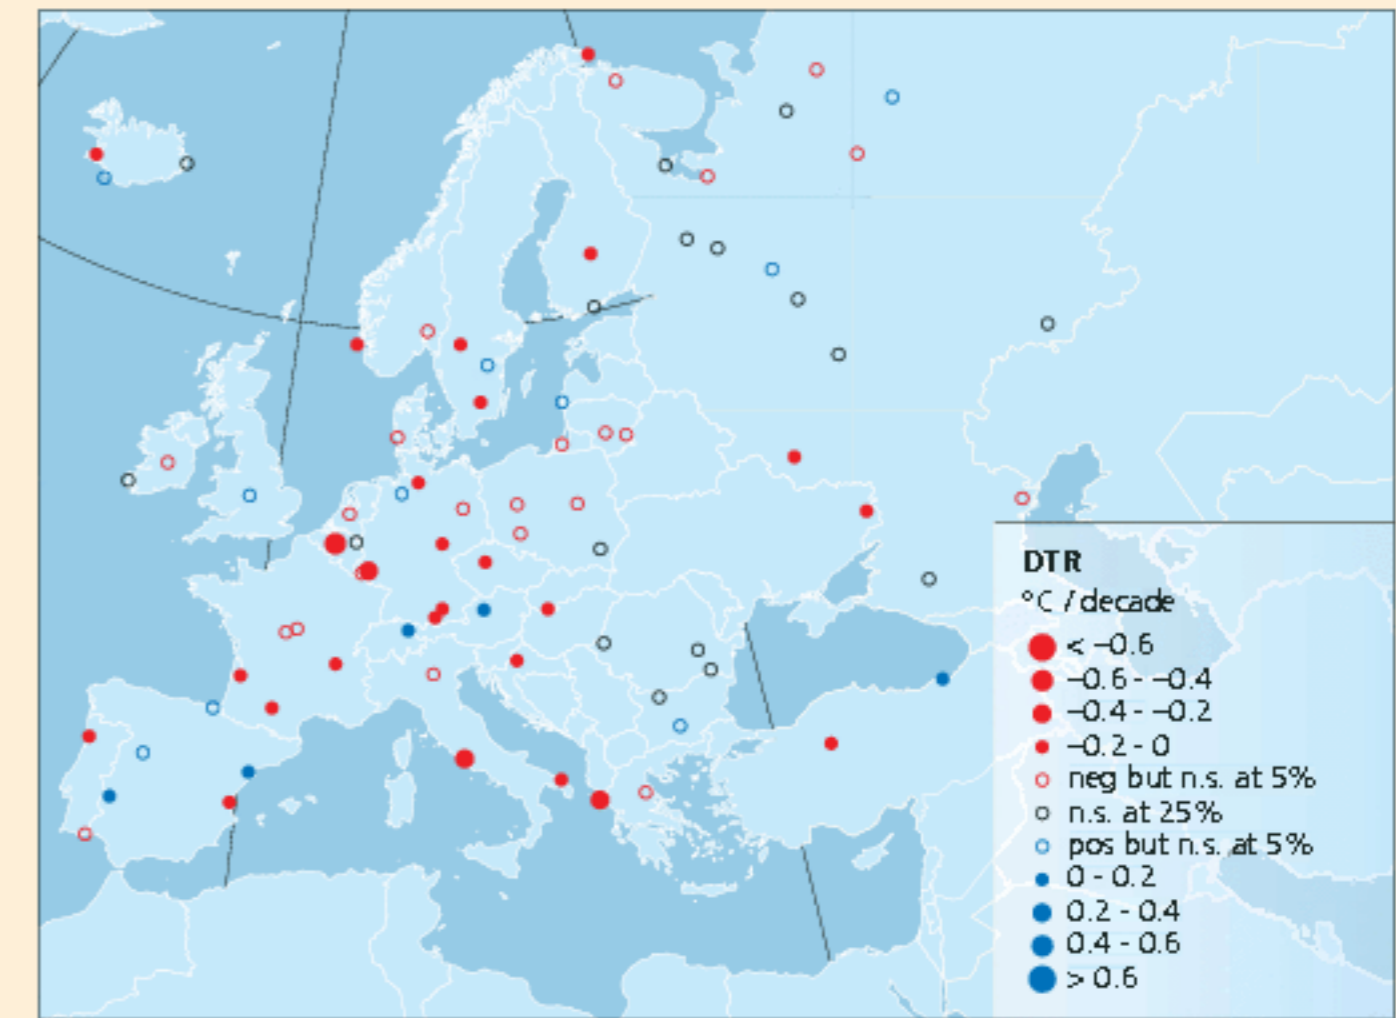 DTR
°C / decade
< −0.6
−0.6 - −0.4
−0.4 - −0.2
−0.2 - 0
neg but n.s. at 5%
n.s. at 25%
pos but n.s. at 5%
0 - 0.2
0.2 - 0.4
0.4 - 0.6
> 0.6